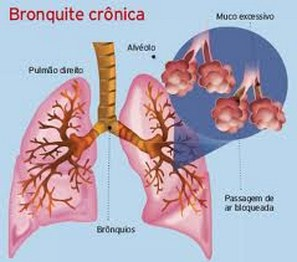 Bronquite crônica
Muco excessivo
Alvéolo
Pulmão direito
Passagem de
ar bloqueada
Brônquios